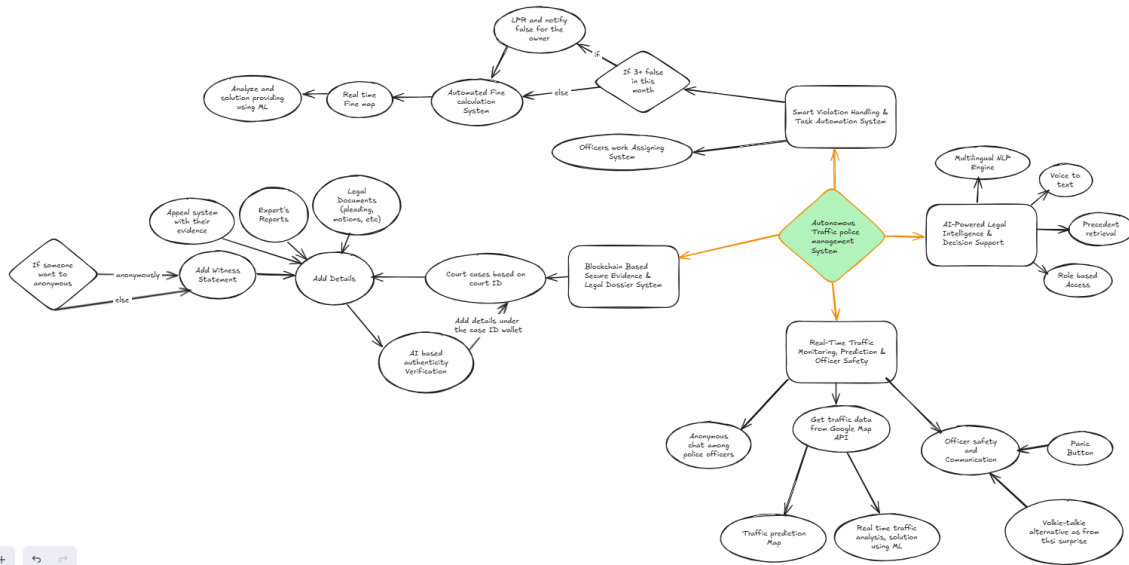 LPR and notify
false for the
owner
if
If 3+ false
in this
month
else
Automated Fine
calculation
System
Real time
Fine map
Analyze and
solution providing
using ML
Smart Violation Handling &
Task Automation System
Officers work Assigning
System
Multilingual NLP
Engine
Voice to
text
Precedent
retrieval
Role based
Access
AI-Powered Legal
Intelligence &
Decision Support
Autonomous
Traffic police
management
System
Legal
Documents
(pleading,
motions, etc)
Expert's
Reports
Appeal system
with their
evidence
If someone
want to
anonymous
anonymously
else
Add Witness
Statement
Add Details
Court cases based on
court ID
Blockchain Based
Secure Evidence &
Legal Dossier System
Add details under
the case ID wallet
AI based
authenticity
Verification
Real-Time Traffic
Monitoring, Prediction &
Officer Safety
Anonymous
chat among
police officers
Get traffic data
from Google Map
API
Officer safety
and
Communication
Panic
Button
Traffic prediction
Map
Real time traffic
analysis, solution
using ML
Volkie-talkie
alternative as from
thsi surprise